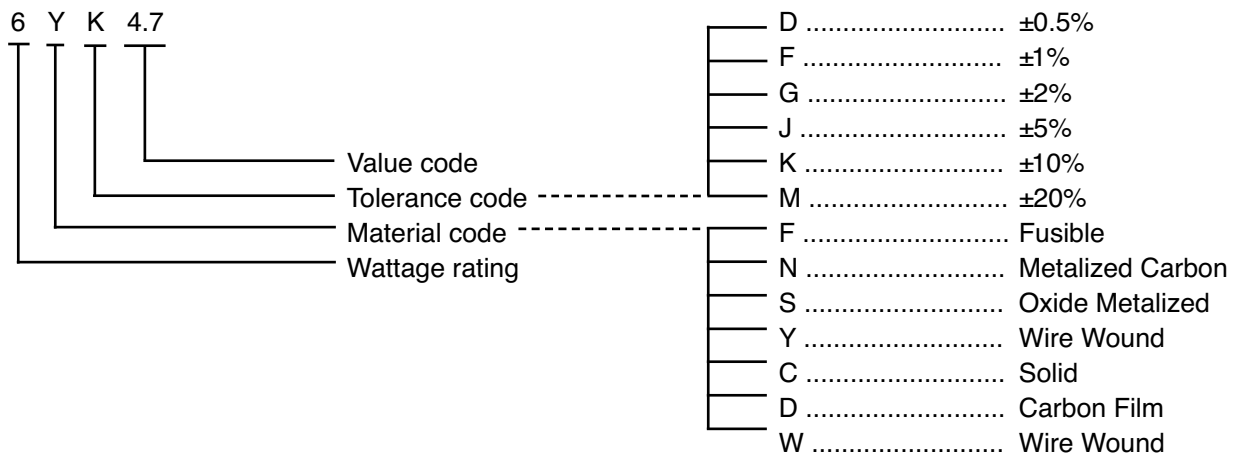 6 Y K 4.7
Value code
Tolerance code
Material code
Wattage rating
D .............................. ±0.5%
F .............................. ±1%
G .............................. ±2%
J ............................... ±5%
K .............................. ±10%
M .............................. ±20%
F ............................... Fusible
N .............................. Metalized Carbon
S .............................. Oxide Metalized
Y .............................. Wire Wound
C .............................. Solid
D .............................. Carbon Film
W ............................. Wire Wound